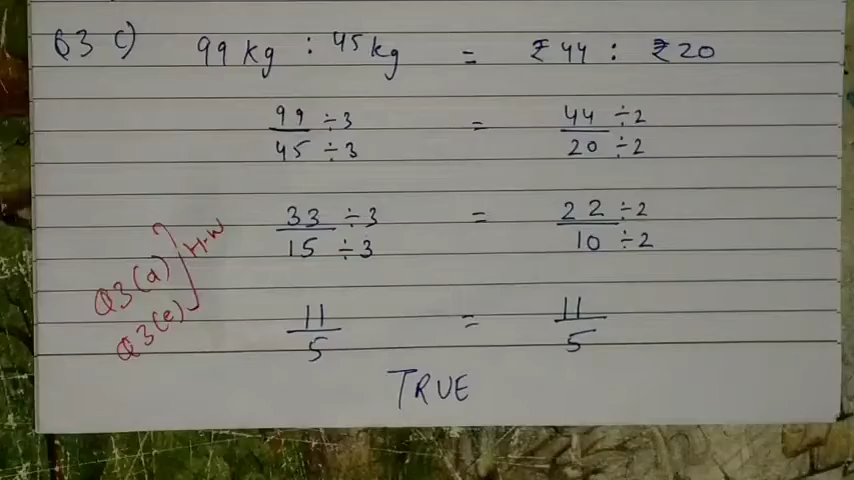 Q3 c) 99 kg : 45 kg = ₹44 : ₹20
99 ÷3 = 44 ÷2
45 ÷3 20 ÷2
33 ÷3 = 22 ÷2
15 ÷3 10 ÷2
Q3(a)
Q3(e)
H.W
11 = 11
5 5
TRUE